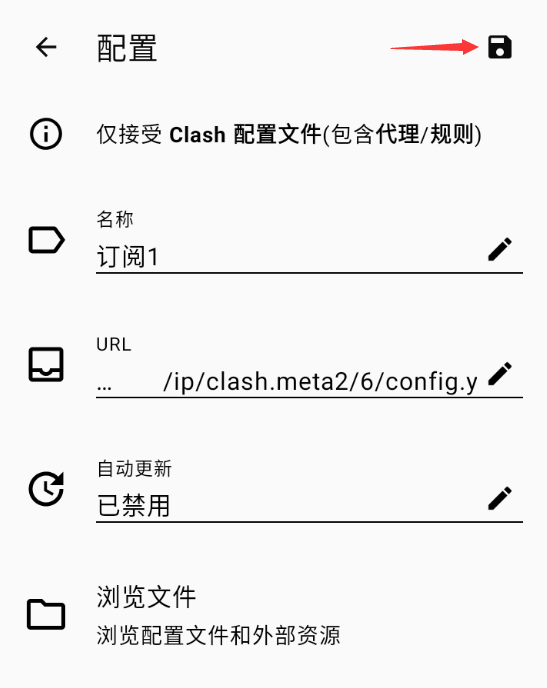 配置
仅接受 Clash 配置文件(包含代理/规则)
名称
订阅1
URL
... /ip/clash.meta2/6/config.y
自动更新
已禁用
浏览文件
浏览配置文件和外部资源